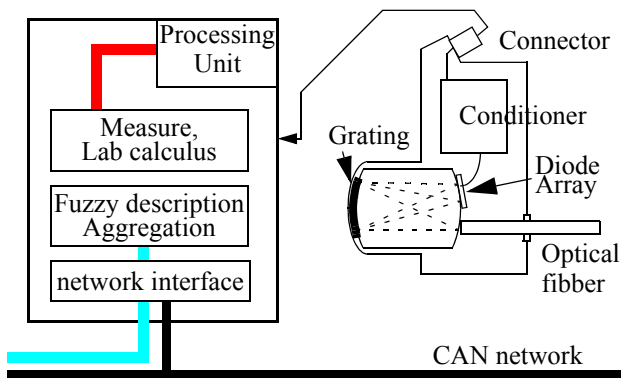 Processing
Unit
Measure,
Lab calculus
Fuzzy description
Aggregation
network interface
Connector
Conditioner
Grating
Diode
Array
Optical
fibber
CAN network